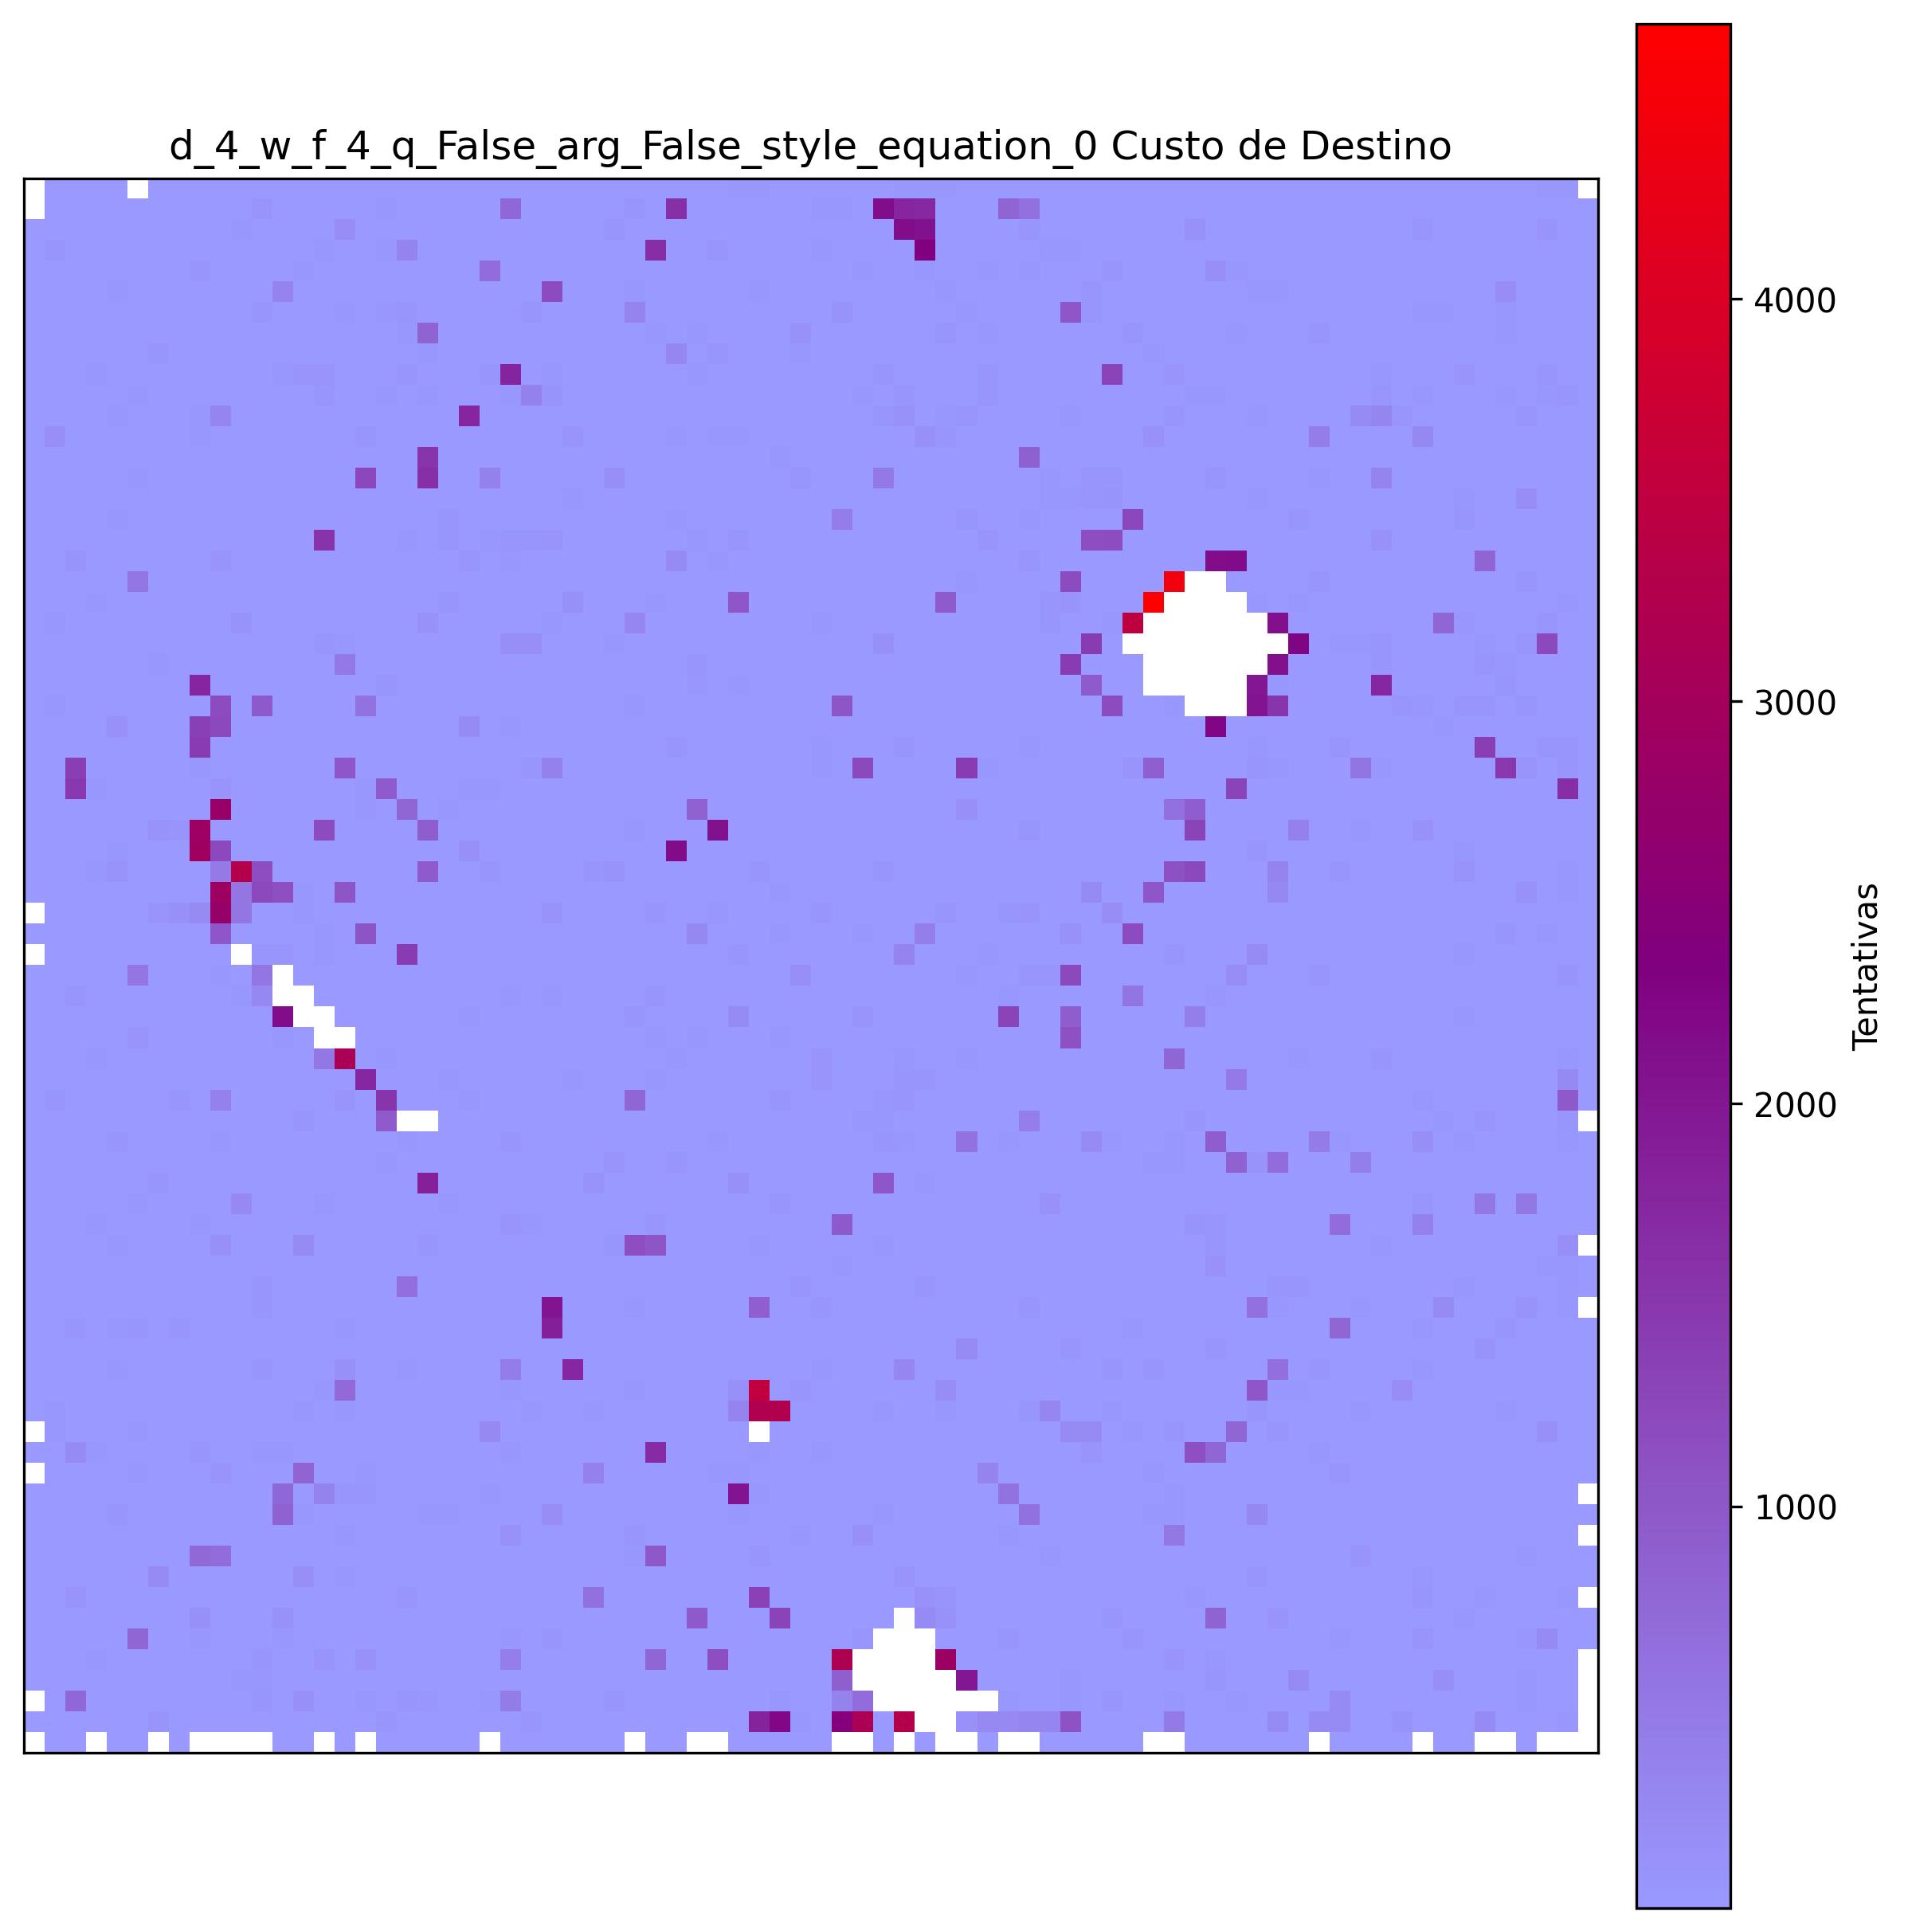 d_4_w_f_4_q_False_arg_False_style_equation_0 Custo de Destino
4000
3000
2000
1000
Tentativas